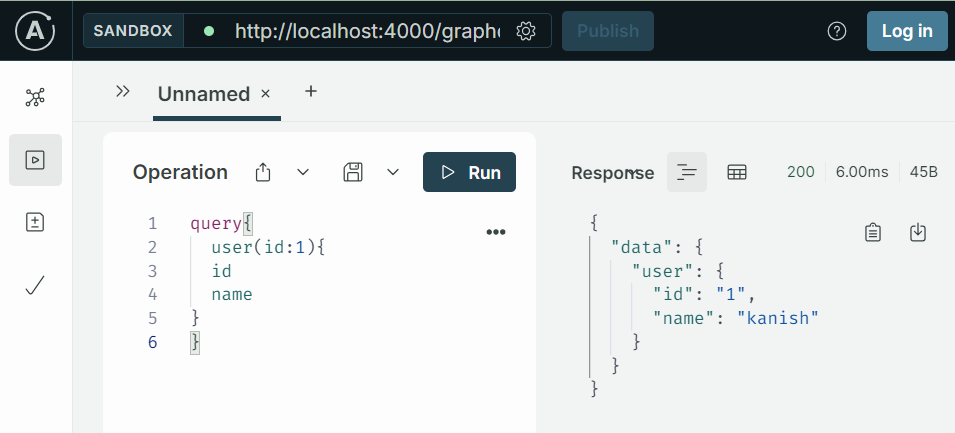 SANDBOX http://localhost:4000/graph Publish Log in
Unnamed × +
Operation Run
1 query{
2 user(id:1){
3 id
4 name
5 }
6 }
Response 200 6.00ms 45B
{
"data": {
"user": {
"id": "1",
"name": "kanish"
}
}
}